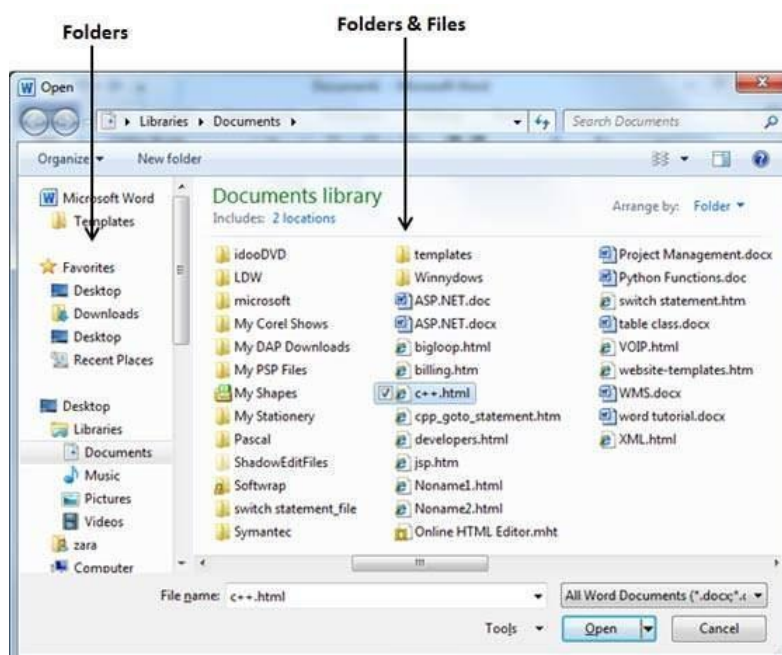 Folders
Folders & Files
Open
Libraries
Documents
Search Documents
Organize
New folder
Microsoft Word
Templates
Favorites
Desktop
Downloads
Desktop
Recent Places
Desktop
Libraries
Documents
Music
Pictures
Videos
zara
Computer
Documents library
Includes: 2 locations
Arrange by: Folder
idooDVD
LDW
microsoft
My Corel Shows
My DAP Downloads
My PSP Files
My Shapes
My Stationery
Pascal
ShadowEditFiles
Softwrap
switch statement_file
Symantec
templates
Winnydows
ASP.NET.doc
ASP.NET.docx
bigloop.html
billing.htm
c++.html
cpp_goto_statement.htm
developers.html
jsp.htm
Noname1.html
Noname2.html
Online HTML Editor.mht
Project Management.docx
Python Functions.doc
switch statement.htm
table class.docx
VOIP.html
website-templates.htm
WMS.docx
word tutorial.docx
XML.html
File name: c++.html
All Word Documents (*.docx;*.
Tools
Open
Cancel